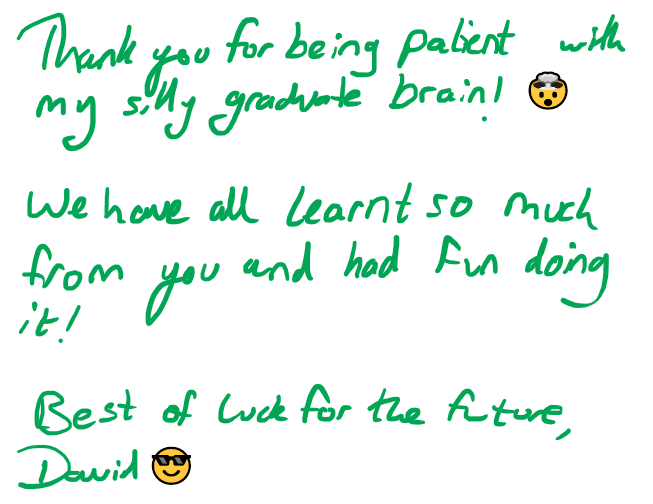 Thank you for being patient with
my silly graduate brain! 🤯
We have all learnt so much
from you and had fun doing
it!
Best of luck for the future,
David 😎